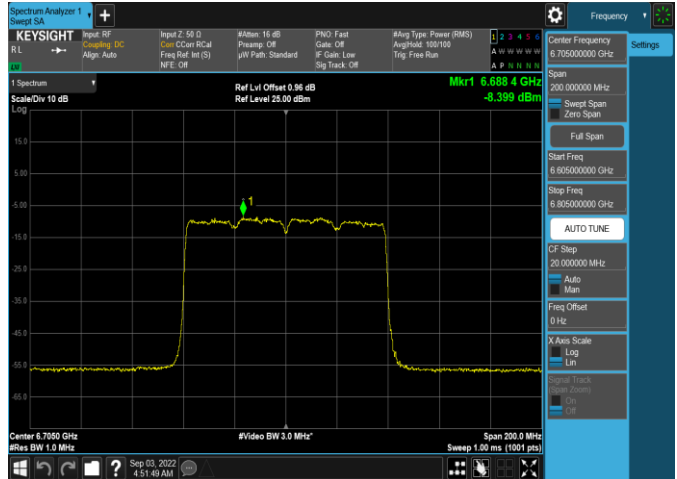 Spectrum Analyzer 1
Swept SA
+
Frequency
KEYSIGHT
RL
Input: RF
Coupling: DC
Align: Auto
Input Z: 50 Ω
Corr CCorr RCal
Freq Ref: Int (S)
NFE: Off
#Atten: 16 dB
Preamp: Off
µW Path: Standard
PNO: Fast
Gate: Off
IF Gain: Low
Sig Track: Off
#Avg Type: Power (RMS)
Avg|Hold: 100/100
Trig: Free Run
1 2 3 4 5 6
A W W W W W
A P N N N N
1 Spectrum
Scale/Div 10 dB
Log
Ref Lvl Offset 0.96 dB
Ref Level 25.00 dBm
Mkr1 6.688 4 GHz
-8.399 dBm
15.0
5.00
-5.00
-15.0
-25.0
-35.0
-45.0
-55.0
-65.0
1
Center 6.7050 GHz
#Res BW 1.0 MHz
#Video BW 3.0 MHz*
Span 200.0 MHz
Sweep 1.00 ms (1001 pts)
?
Sep 03, 2022
4:51:49 AM
Settings
Center Frequency
6.705000000 GHz
Span
200.000000 MHz
Swept Span
Zero Span
Full Span
Start Freq
6.605000000 GHz
Stop Freq
6.805000000 GHz
AUTO TUNE
CF Step
20.000000 MHz
Auto
Man
Freq Offset
0 Hz
X Axis Scale
Log
Lin
Signal Track
(Span Zoom)
On
Off